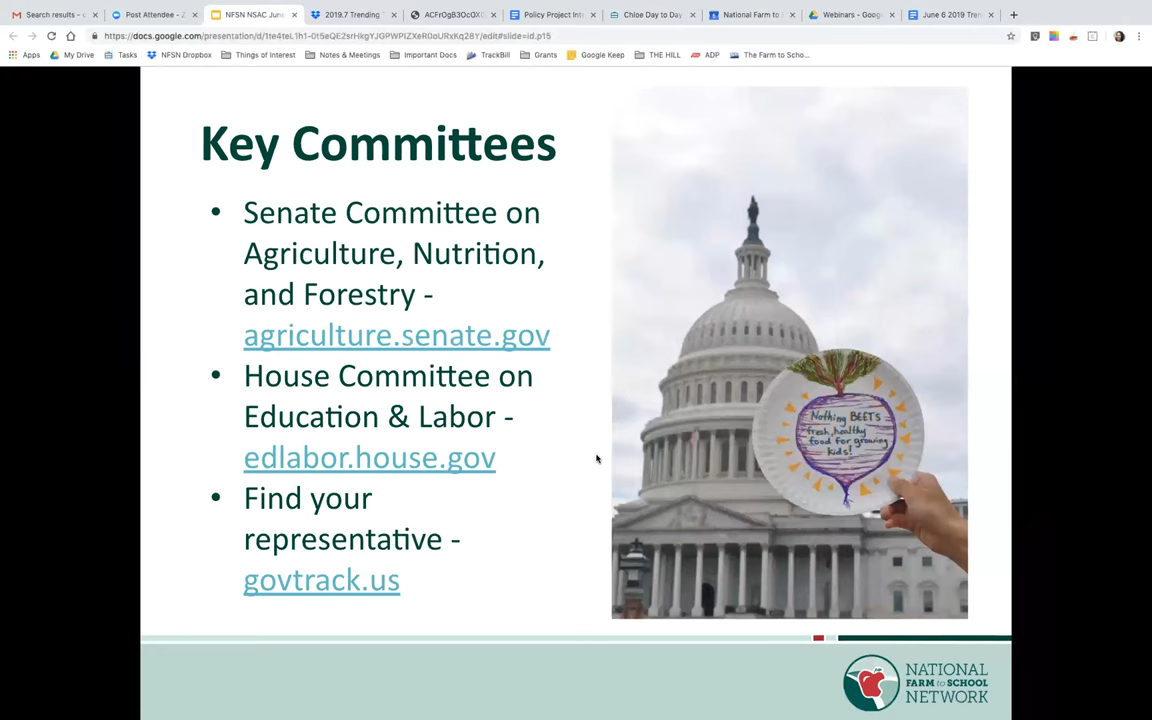 Search results - c
Post Attendee - Z
NFSN NSAC June
2019.7 Trending
ACFrOgB3OcOX0
Policy Project Inte
Chloe Day to Day
National Farm to
Webinars - Google
June 6 2019 Tren
Apps
My Drive
Tasks
NFSN Dropbox
Things of Interest
Notes & Meetings
Important Docs
TrackBill
Grants
Google Keep
THE HILL
ADP
The Farm to Scho...
Key Committees
• Senate Committee on
Agriculture, Nutrition,
and Forestry -
agriculture.senate.gov
• House Committee on
Education & Labor -
edlabor.house.gov
• Find your
representative -
govtrack.us
Nothing BEETS
fresh, healthy
food for growing
kids!
NATIONAL
FARM to SCHOOL
NETWORK